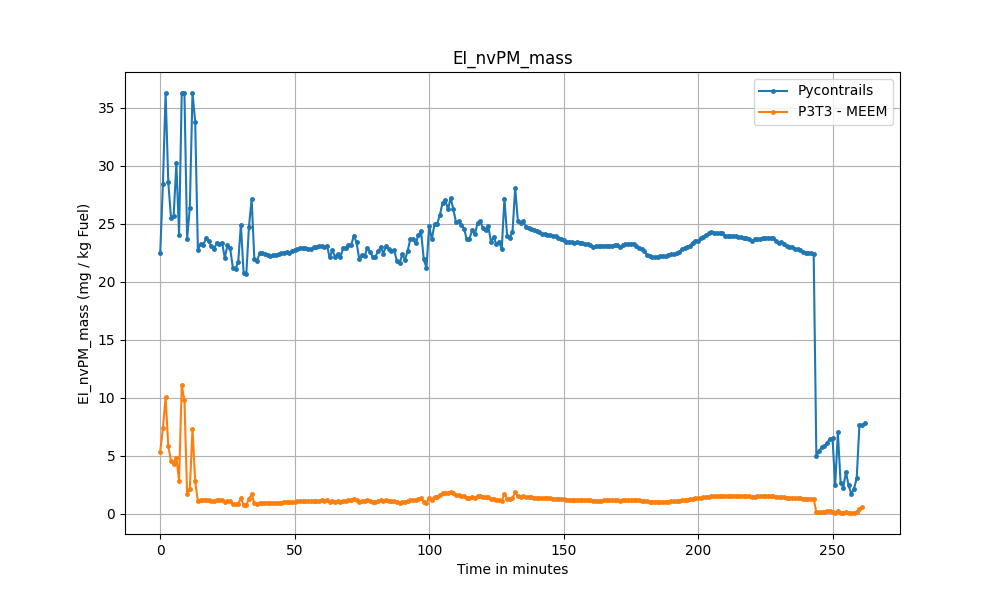 EI_nvPM_mass
Pycontrails
P3T3 - MEEM
EI_nvPM_mass (mg / kg Fuel)
35
30
25
20
15
10
5
0
0 50 100 150 200 250
Time in minutes